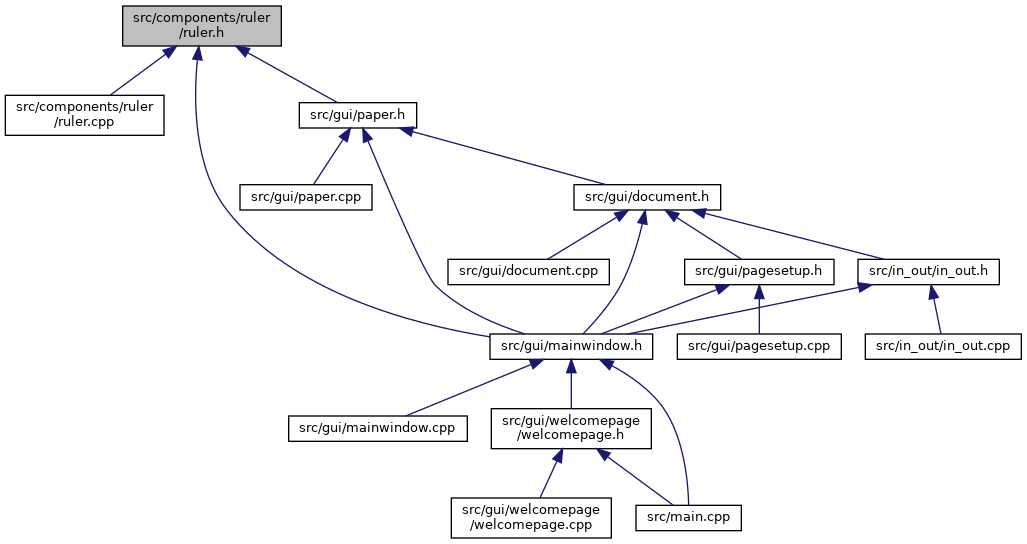 src/components/ruler
/ruler.h
src/components/ruler
/ruler.cpp
src/gui/paper.h
src/gui/paper.cpp
src/gui/document.h
src/gui/document.cpp
src/gui/pagesetup.h
src/in_out/in_out.h
src/gui/mainwindow.h
src/gui/pagesetup.cpp
src/in_out/in_out.cpp
src/gui/mainwindow.cpp
src/gui/welcomepage
/welcomepage.h
src/gui/welcomepage
/welcomepage.cpp
src/main.cpp